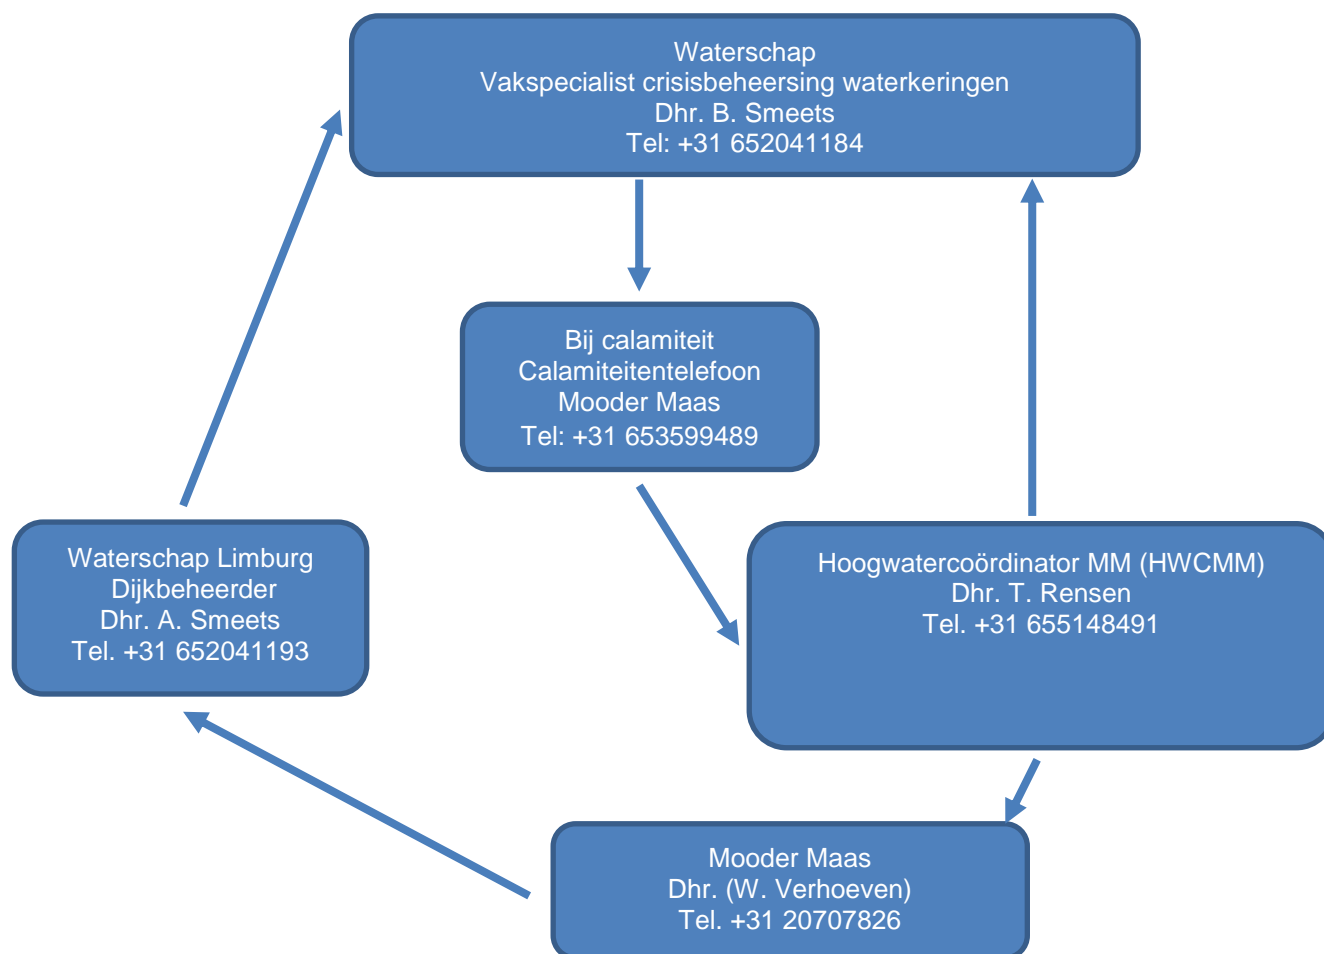 Waterschap
Vakspecialist crisisbeheersing waterkeringen
Dhr. B. Smeets
Tel: +31 652041184
Bij calamiteit
Calamiteitentelefoon
Mooder Maas
Tel: +31 653599489
Waterschap Limburg
Dijkbeheerder
Dhr. A. Smeets
Tel. +31 652041193
Hoogwatercoördinator MM (HWCMM)
Dhr. T. Rensen
Tel. +31 655148491
Mooder Maas
Dhr. (W. Verhoeven)
Tel. +31 20707826